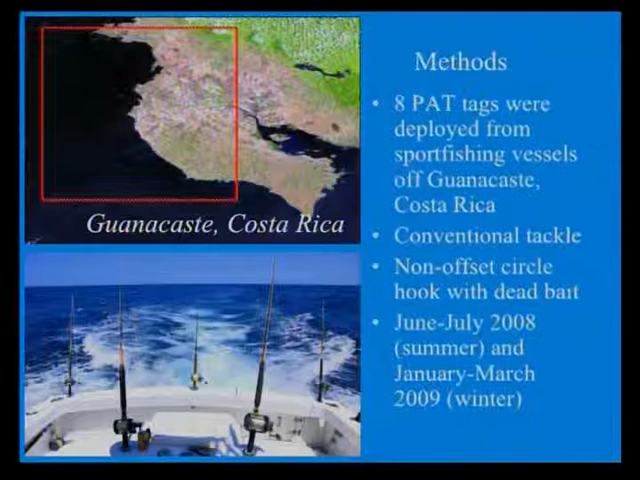 Methods
• 8 PAT tags were
deployed from
sportfishing vessels
off Guanacaste,
Costa Rica
• Conventional tackle
• Non-offset circle
hook with dead bait
• June-July 2008
(summer) and
January-March
2009 (winter)
Guanacaste, Costa Rica